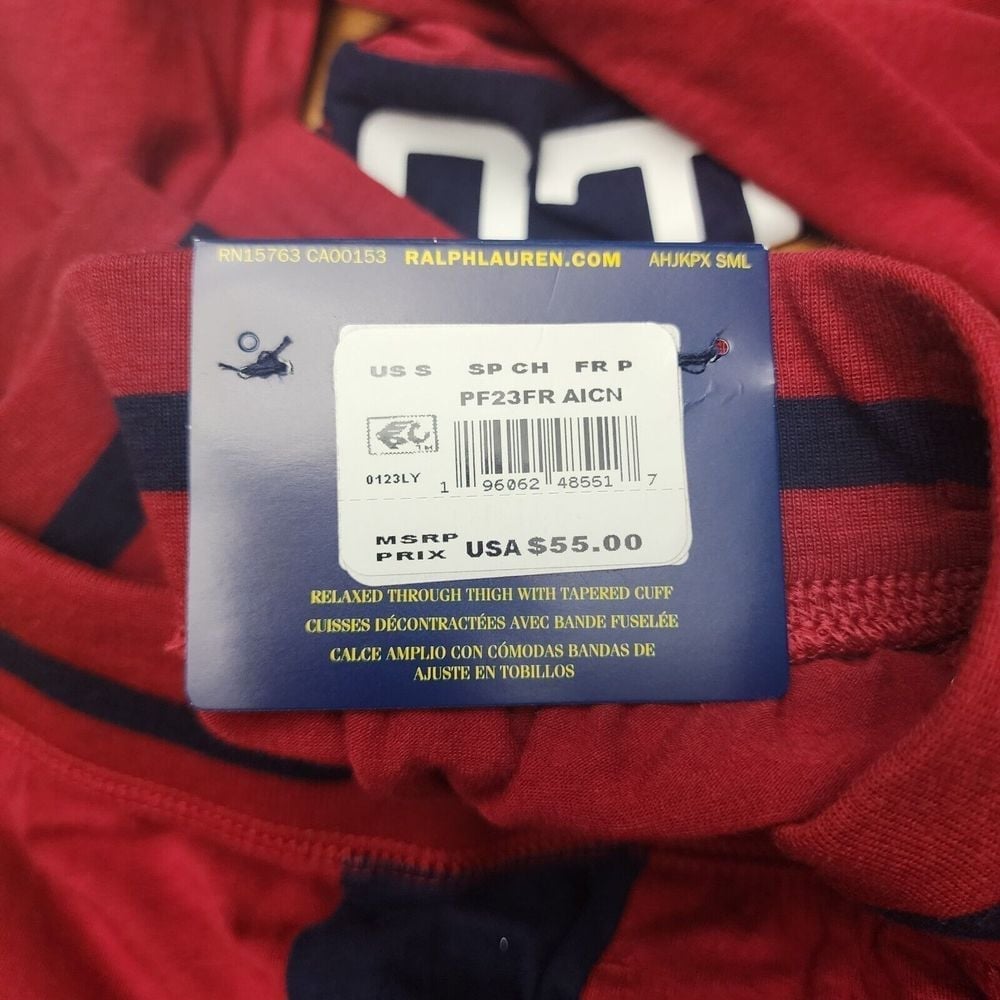 RN15763 CA00153 RALPHLAUREN.COM AHJKPX SML
US S SP CH FR P
PF23FR AICN
TM
0123LY
1 96062 48551 7
MSRP
PRIX USA $55.00
RELAXED THROUGH THIGH WITH TAPERED CUFF
CUISSES DÉCONTRACTÉES AVEC BANDE FUSELÉE
CALCE AMPLIO CON CÓMODAS BANDAS DE
AJUSTE EN TOBILLOS